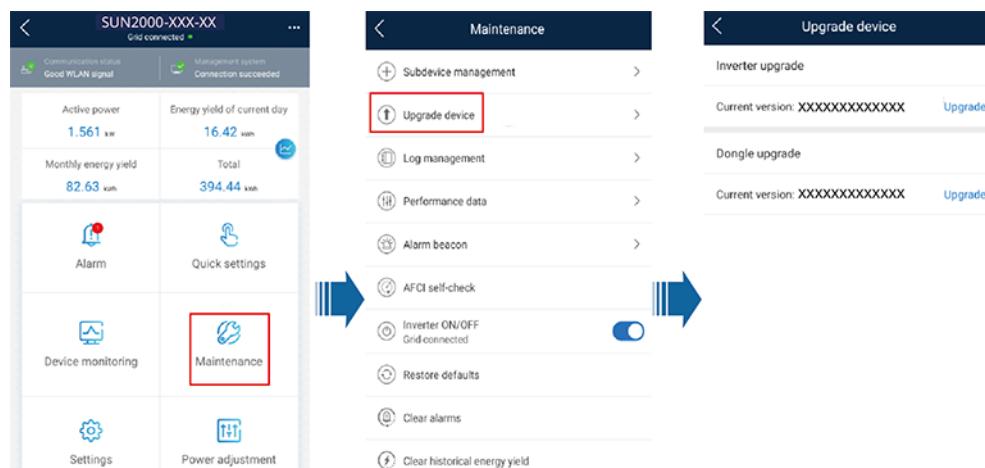 SUN2000-XXX-XX
Grid connected
Communication status
Good WLAN signal
Management system
Connection succeeded
Active power
1.561 kW
Energy yield of current day
16.42 kWh
Monthly energy yield
82.63 kWh
Total
394.44 kWh
Alarm
Quick settings
Device monitoring
Maintenance
Settings
Power adjustment
Maintenance
Subdevice management
Upgrade device
Log management
Performance data
Alarm beacon
AFCI self-check
Inverter ON/OFF
Grid connected
Restore defaults
Clear alarms
Clear historical energy yield
Upgrade device
Inverter upgrade
Current version: XXXXXXXXXXXXX Upgrade
Dongle upgrade
Current version: XXXXXXXXXXXXX Upgrade